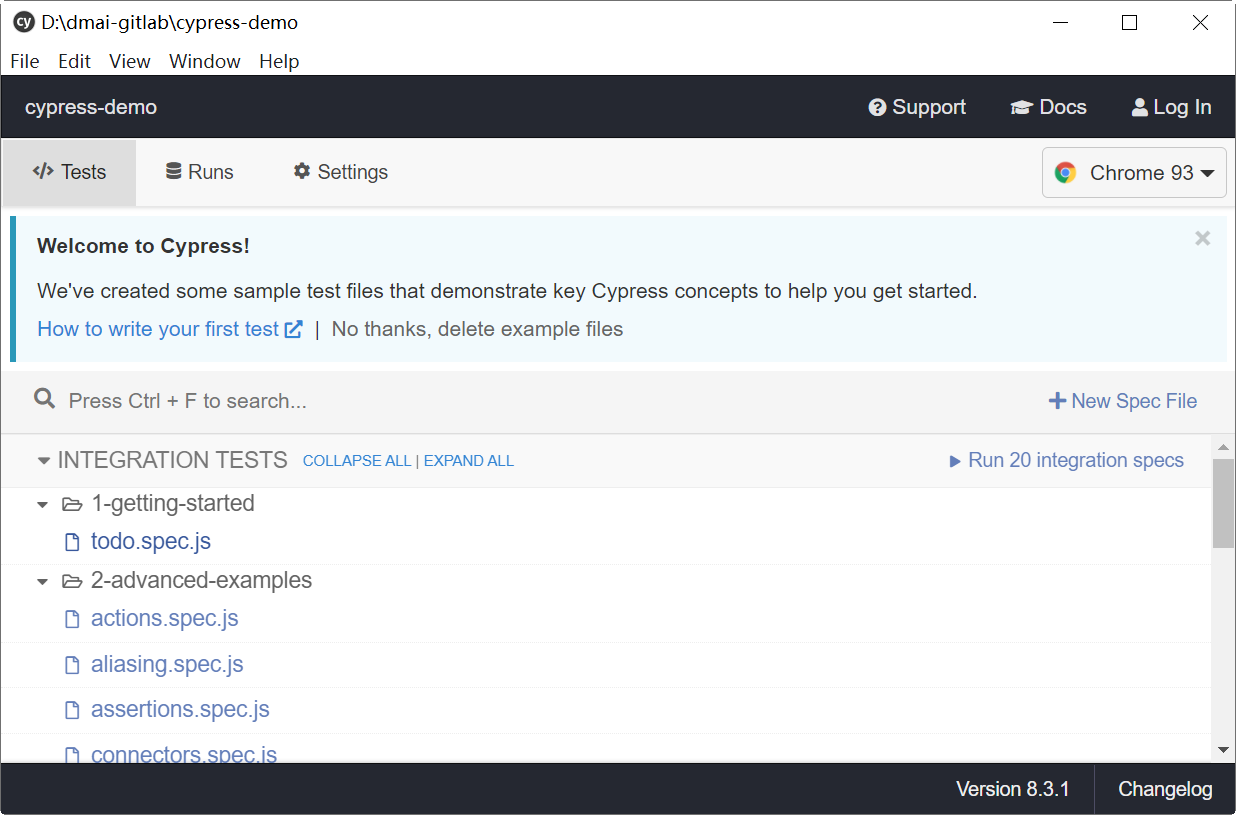 cy D:\dmai-gitlab\cypress-demo
File Edit View Window Help
cypress-demo Support Docs Log In
Tests Runs Settings Chrome 93
Welcome to Cypress!
We've created some sample test files that demonstrate key Cypress concepts to help you get started.
How to write your first test | No thanks, delete example files
Press Ctrl + F to search... New Spec File
INTEGRATION TESTS COLLAPSE ALL | EXPAND ALL Run 20 integration specs
1-getting-started
todo.spec.js
2-advanced-examples
actions.spec.js
aliasing.spec.js
assertions.spec.js
connectors.spec.js
Version 8.3.1 Changelog